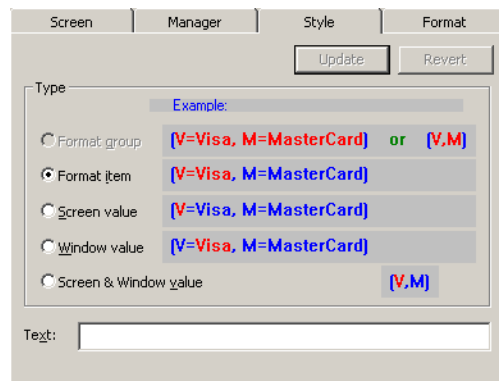 Screen Manager Style Format
Update Revert
Type
Example:
Format group (V=Visa, M=MasterCard) or (V,M)
Format item (V=Visa, M=MasterCard)
Screen value (V=Visa, M=MasterCard)
Window value (V=Visa, M=MasterCard)
Screen & Window value (V,M)
Text: